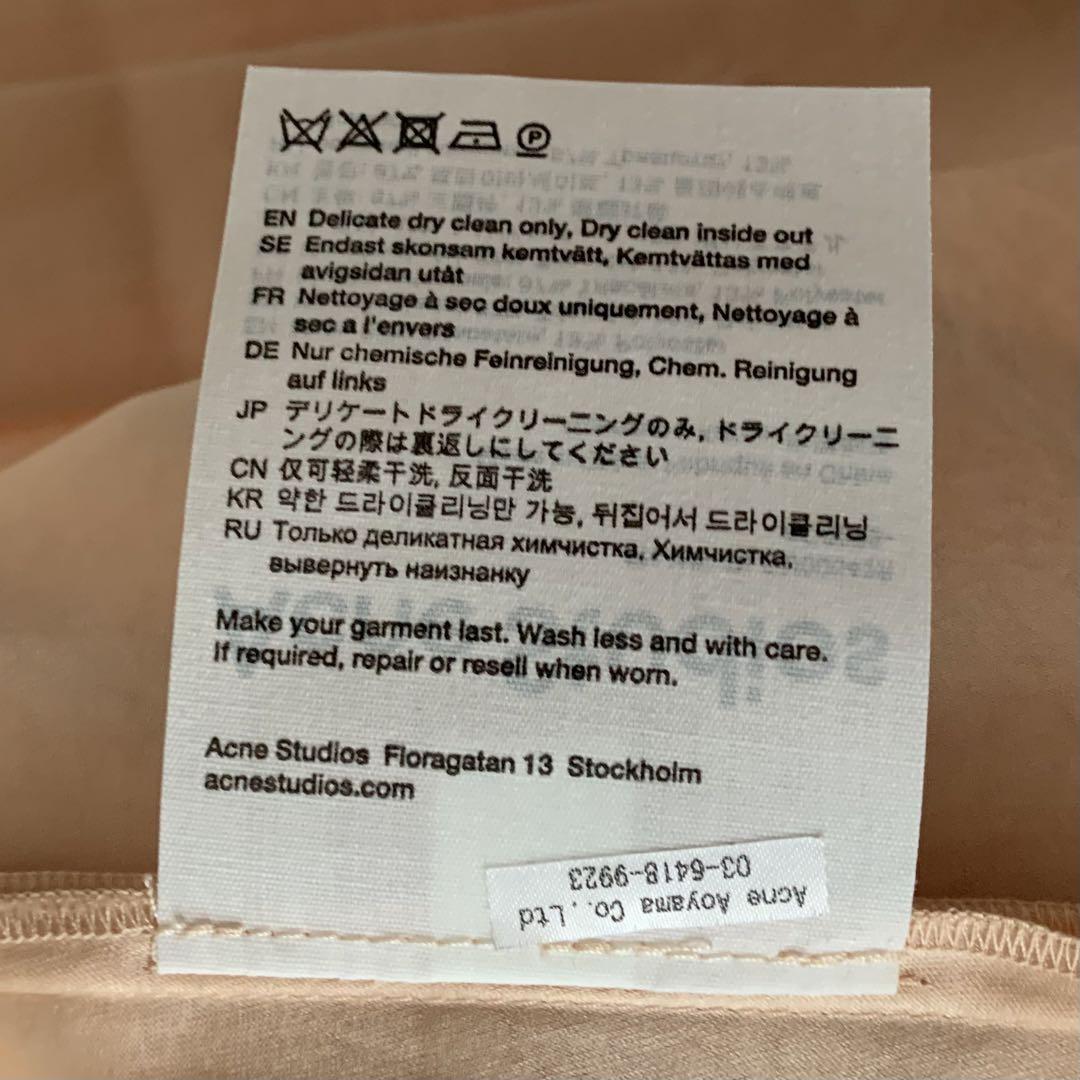 P
EN Delicate dry clean only, Dry clean inside out
SE Endast skonsam kemtvätt, Kemtvättas med
avigsidan utåt
FR Nettoyage à sec doux uniquement, Nettoyage à
sec a l'envers
DE Nur chemische Feinreinigung, Chem. Reinigung
auf links
JP デリケートドライクリーニングのみ, ドライクリーニ
ングの際は裏返しにしてください
CN 仅可轻柔干洗, 反面干洗
KR 약한 드라이클리닝만 가능, 뒤집어서 드라이클리닝
RU Только деликатная химчистка, Химчистка,
вывернуть наизнанку
Make your garment last. Wash less and with care.
If required, repair or resell when worn.
Acne Studios Floragatan 13 Stockholm
acnestudios.com
Acne Aoyama Co., Ltd
03-6418-9923